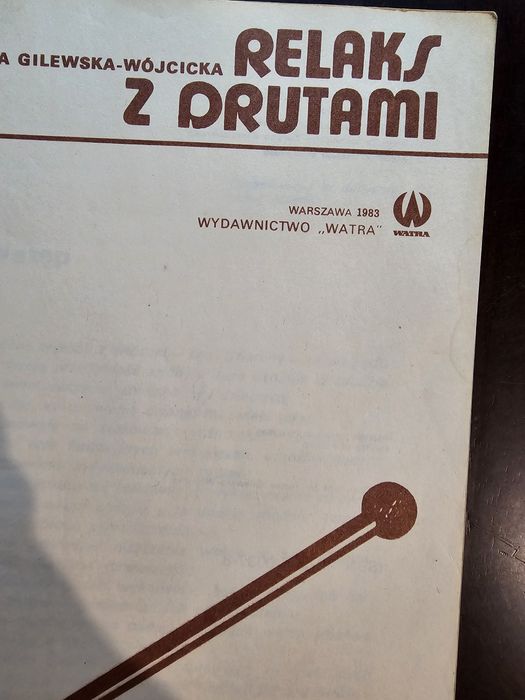 A GILEWSKA-WÓJCICKA RELAKS
Z DRUTAMI
WARSZAWA 1983
WYDAWNICTWO „WATRA"
WATRA